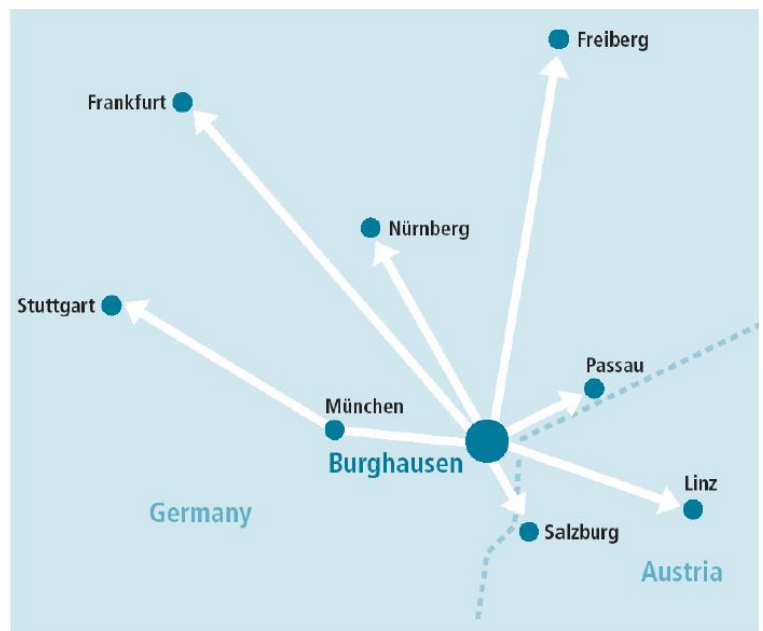 Freiberg
Frankfurt
Nürnberg
Stuttgart
Passau
München
Burghausen
Linz
Germany
Salzburg
Austria